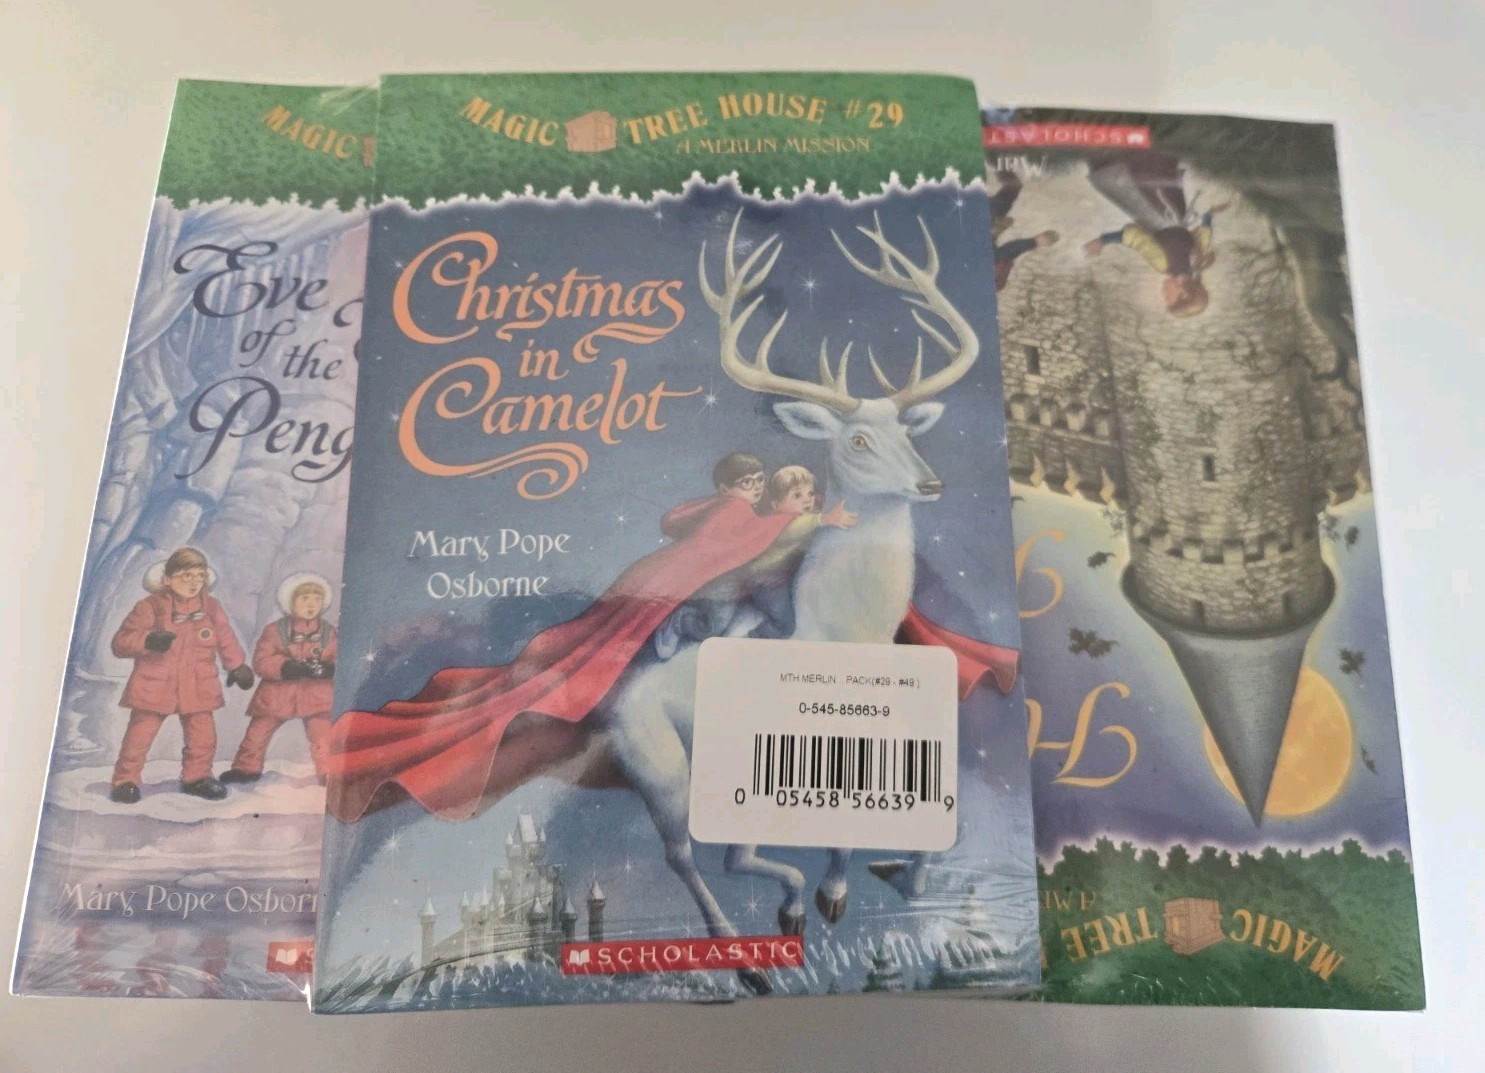 MAGIC
Eve
of the
Peng
Mary Pope Osborn
S
MAGIC TREE HOUSE #29
A MERLIN MISSION
Christmas
in
Camelot
Mary Pope
Osborne
MTH MERLIN PACK(#29 - #49 )
0-545-85663-9
0 05458 56639 9
SCHOLASTIC
MAGIC TREE
A M
H
SCHOLAST